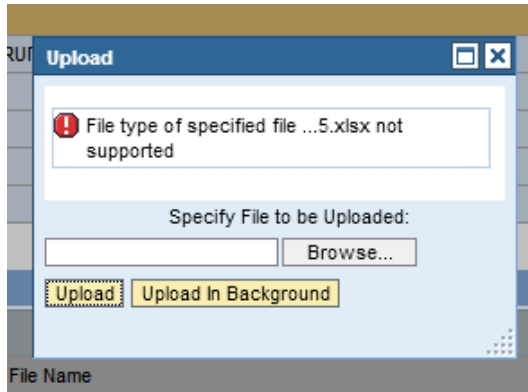 RUI
Upload
File type of specified file ...5.xlsx not
supported
Specify File to be Uploaded:
Browse...
Upload Upload In Background
File Name